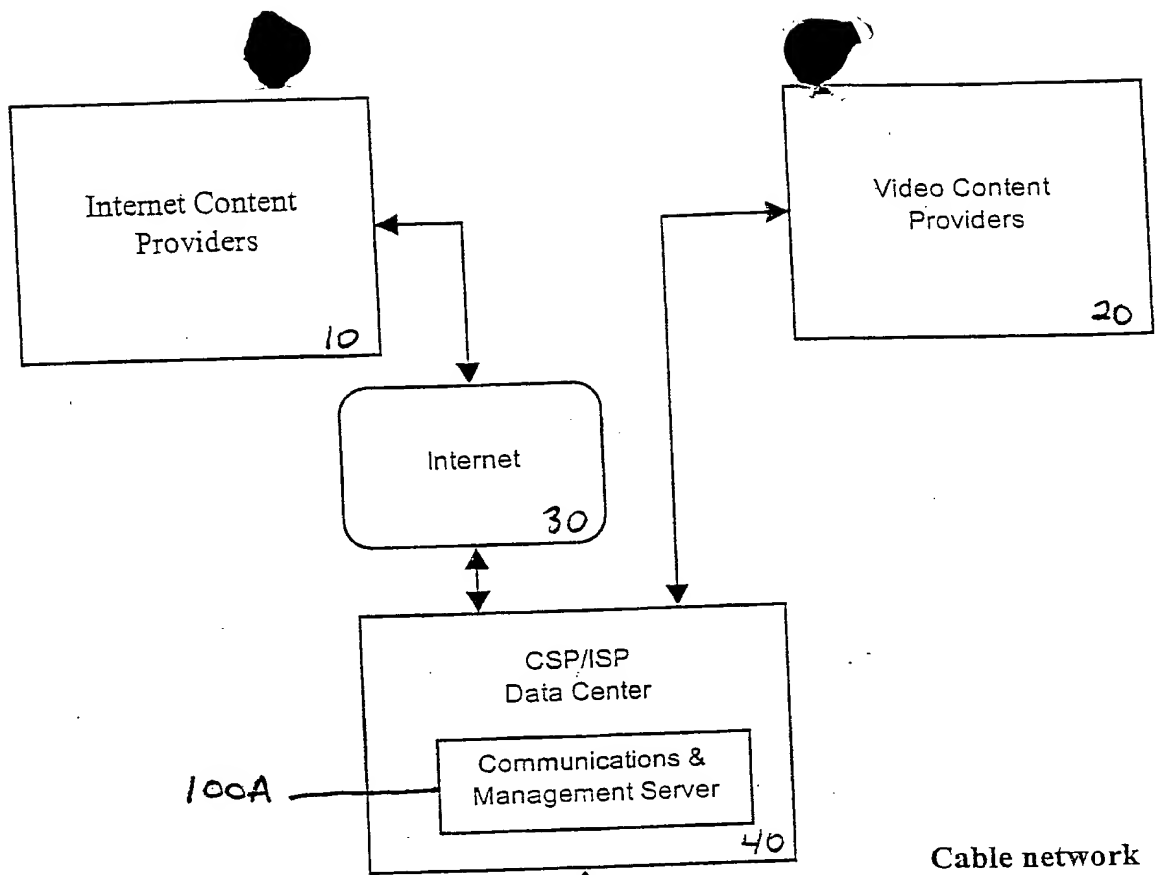 Internet Content
Providers
10
Video Content
Providers
20
Internet
30
CSP/ISP
Data Center
Communications &
Management Server
100A
40
Cable network